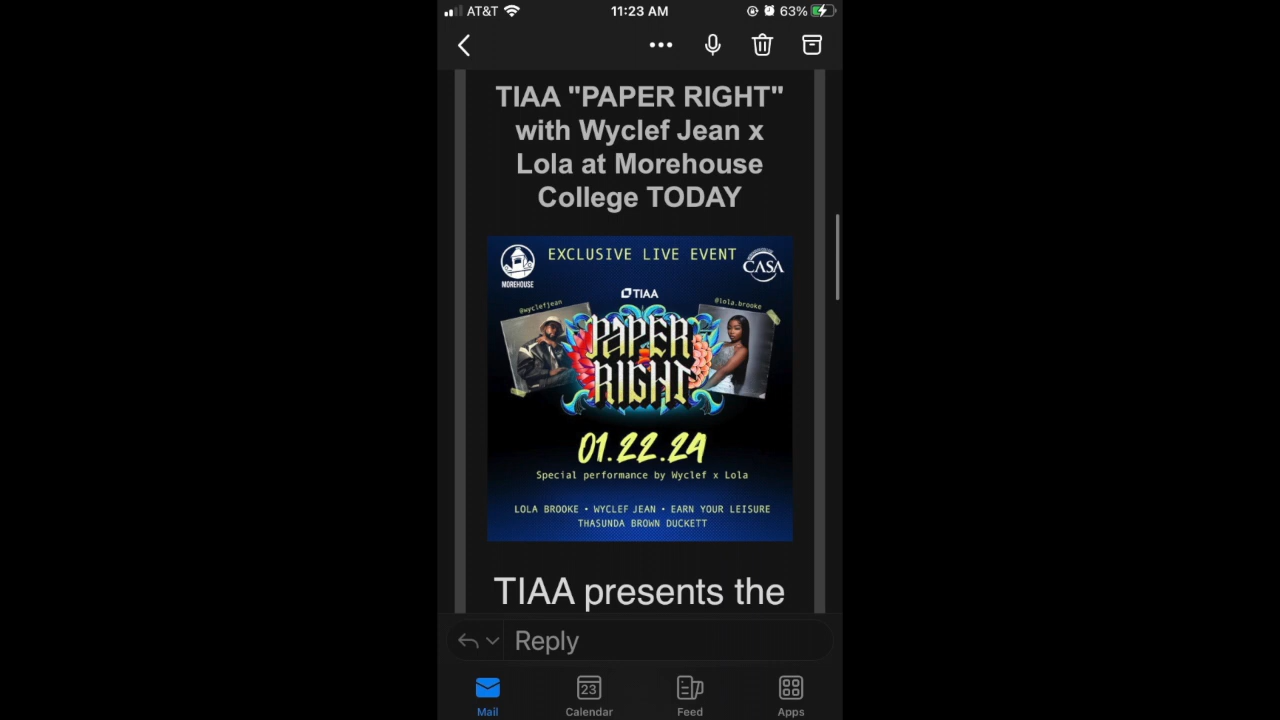 AT&T
11:23 AM
63%
TIAA "PAPER RIGHT"
with Wyclef Jean x
Lola at Morehouse
College TODAY
EXCLUSIVE LIVE EVENT
MOREHOUSE
CASA
TIAA
@wyclefjean
@lola.brooke
PAPER
RIGHT
01.22.24
Special performance by Wyclef x Lola
LOLA BROOKE • WYCLEF JEAN • EARN YOUR LEISURE
THASUNDA BROWN DUCKETT
TIAA presents the
Reply
23
Mail
Calendar
Feed
Apps